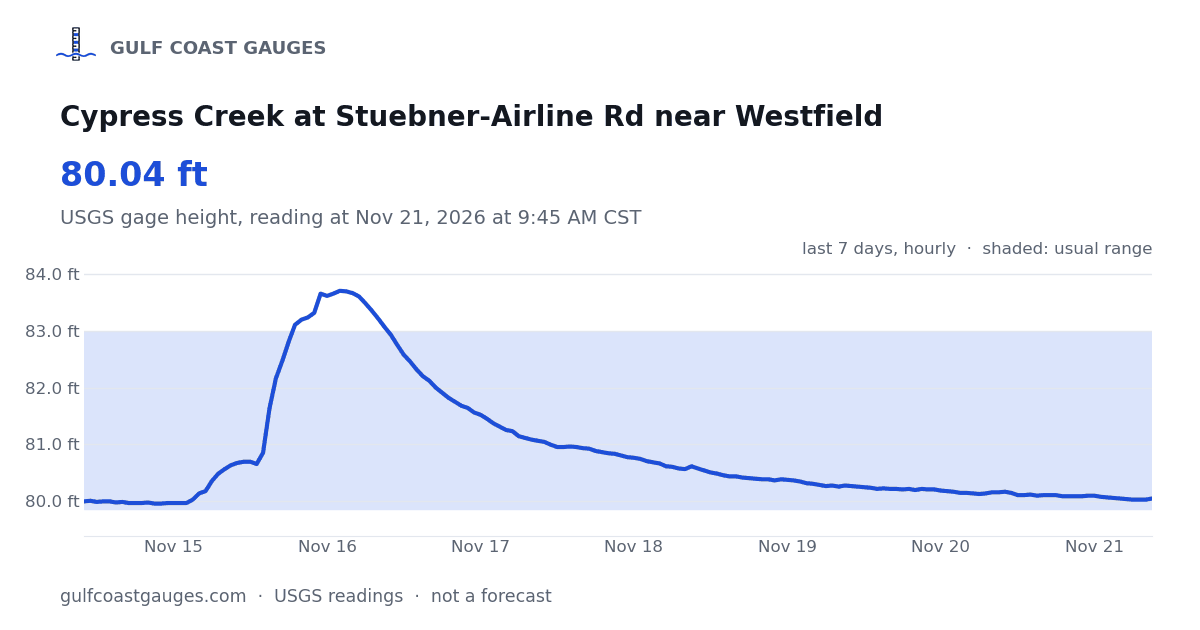 GULF COAST GAUGES
Cypress Creek at Stuebner-Airline Rd near Westfield
80.04 ft
USGS gage height, reading at Nov 21, 2026 at 9:45 AM CST
last 7 days, hourly · shaded: usual range
84.0 ft
83.0 ft
82.0 ft
81.0 ft
80.0 ft
Nov 15 Nov 16 Nov 17 Nov 18 Nov 19 Nov 20 Nov 21
gulfcoastgauges.com · USGS readings · not a forecast